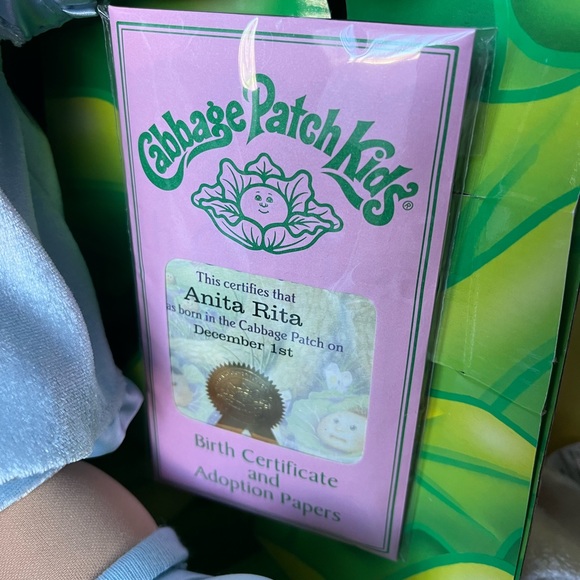 Cabbage Patch Kids®
This certifies that
Anita Rita
as born in the Cabbage Patch on
December 1st
Birth Certificate
and
Adoption Papers